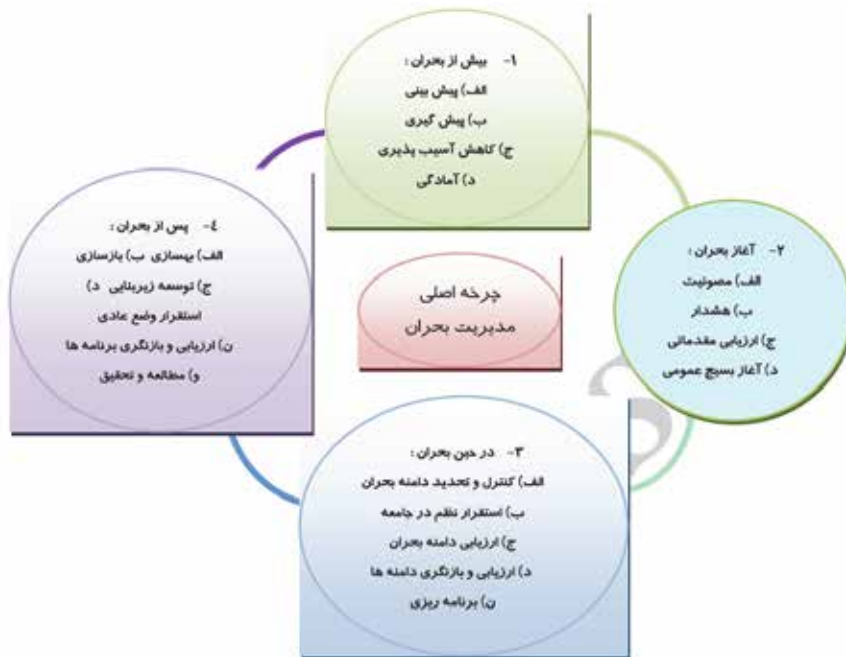 ۱- پیش از بحران :
الف) پیش بینی
ب) پیش گیری
ج) کاهش آسیب پذیری
د) آمادگی
۲- آغاز بحران :
الف) مصونیت
ب) هشدار
ج) ارزیابی مقدماتی
د) آغاز بسیج عمومی
۳- در حین بحران :
الف) کنترل و تحدید دامنه بحران
ب) استقرار نظم در جامعه
ج) ارزیابی دامنه بحران
د) ارزیابی و بازنگری دامنه ها
ن) برنامه ریزی
٤- پس از بحران :
الف) بهسازی ب) بازسازی
ج) توسعه زیربنایی د)
استقرار وضع عادی
ن) ارزیابی و بازنگری برنامه ها
و) مطالعه و تحقیق
چرخه اصلی
مدیریت بحران